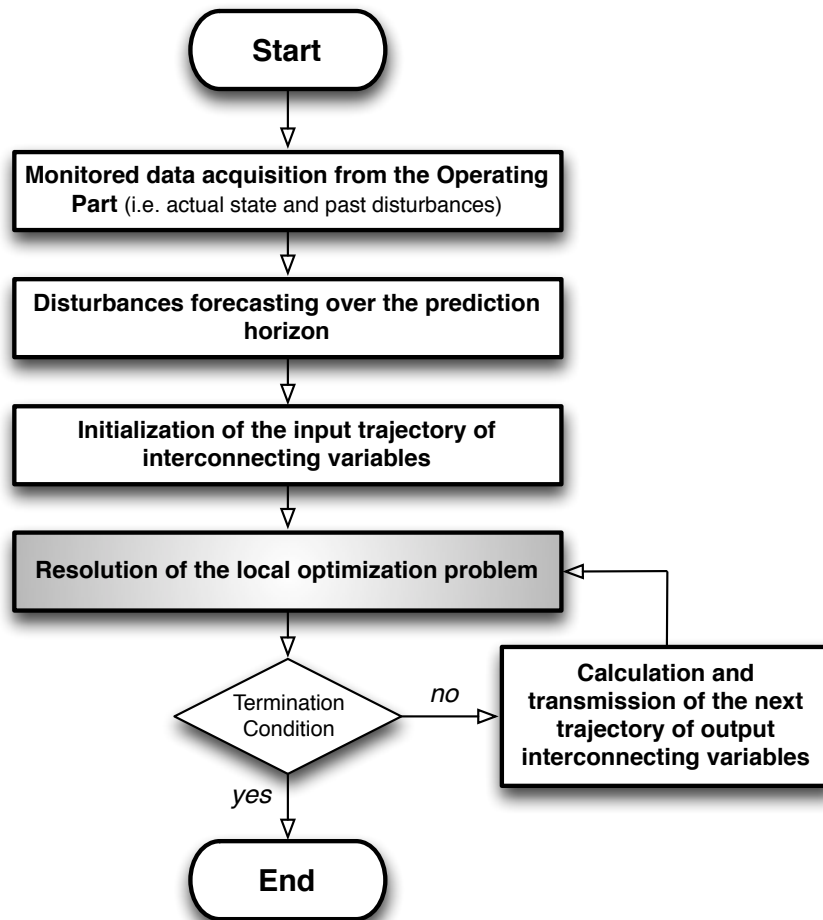 Start
Monitored data acquisition from the Operating
Part (i.e. actual state and past disturbances)
Disturbances forecasting over the prediction
horizon
Initialization of the input trajectory of
interconnecting variables
Resolution of the local optimization problem
Termination
Condition
no
Calculation and
transmission of the next
trajectory of output
interconnecting variables
yes
End